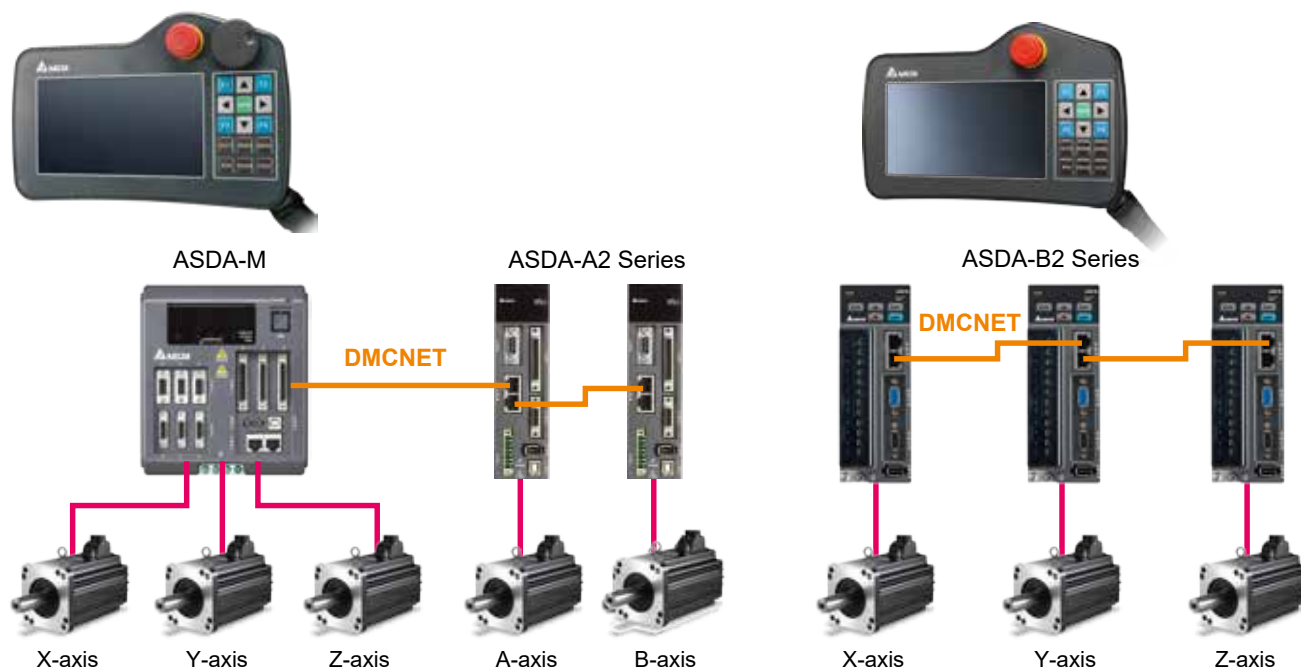 ASDA-M
ASDA-A2 Series
ASDA-B2 Series
DMCNET
DMCNET
X-axis
Y-axis
Z-axis
A-axis
B-axis
X-axis
Y-axis
Z-axis